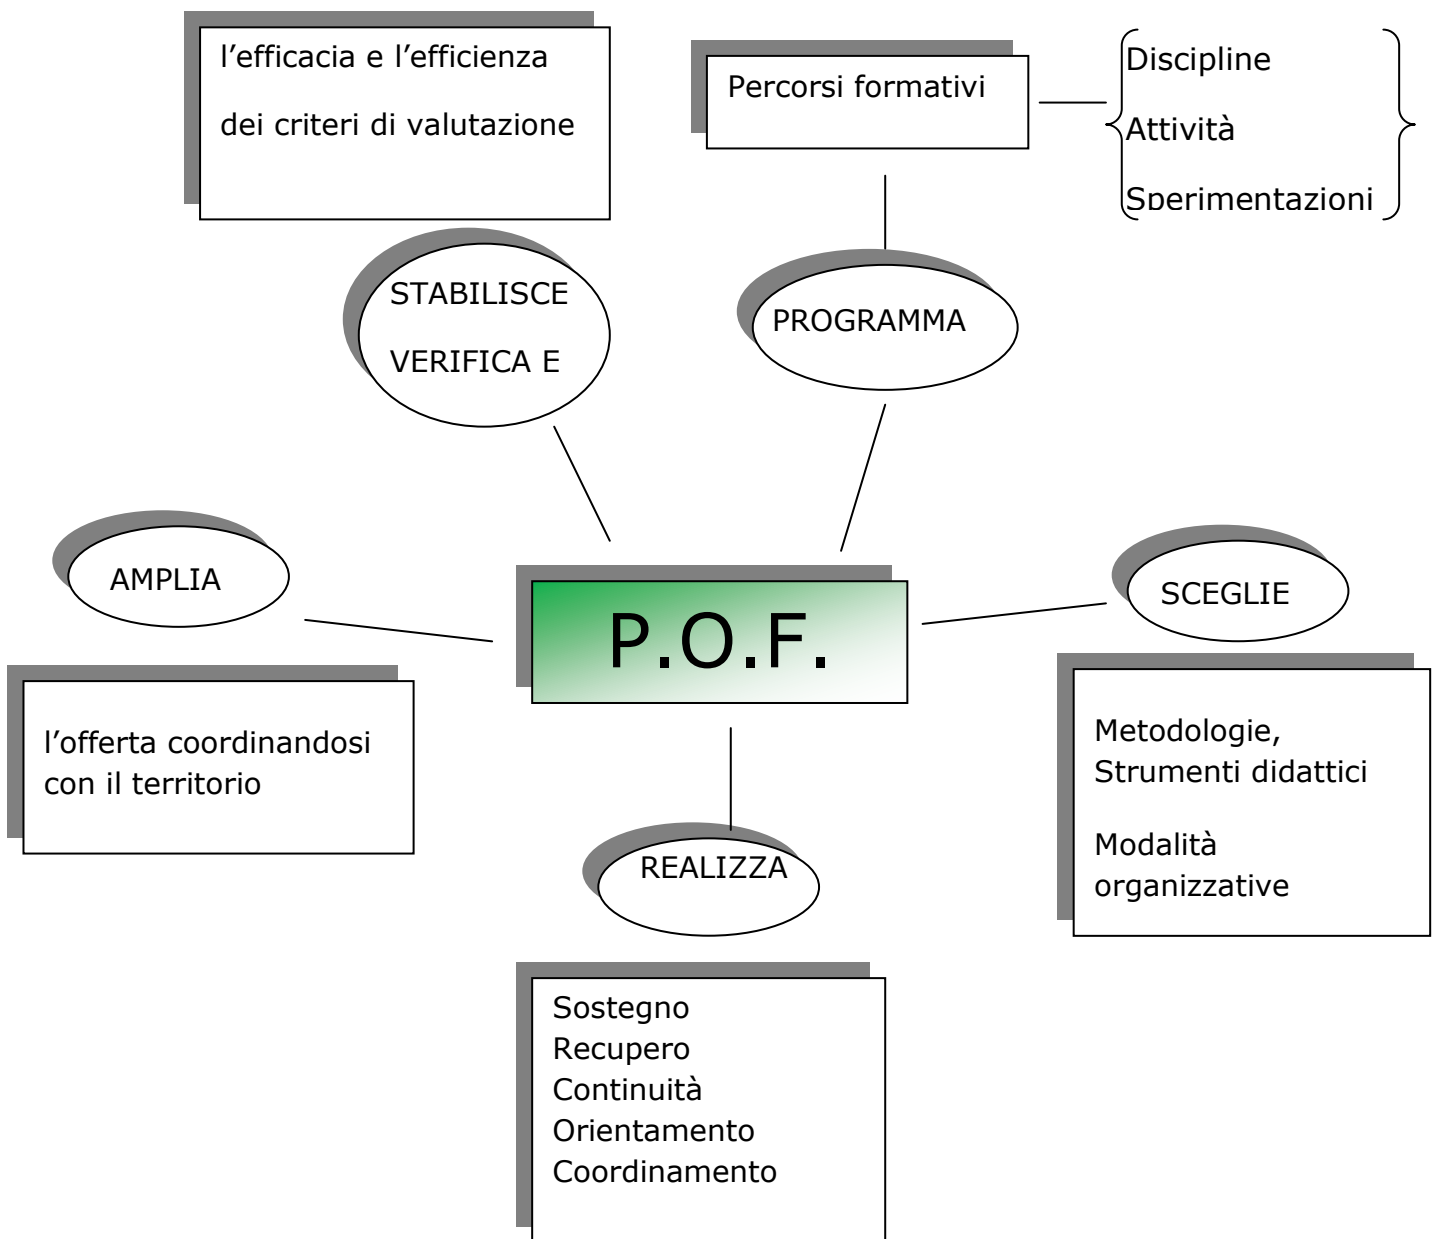 l'efficacia e l'efficienza
dei criteri di valutazione
Percorsi formativi
Discipline
Attività
Sperimentazioni
STABILISCE
VERIFICA E
PROGRAMMA
AMPLIA
P.O.F.
SCEGLIE
l'offerta coordinandosi
con il territorio
Metodologie,
Strumenti didattici
Modalità
organizzative
REALIZZA
Sostegno
Recupero
Continuità
Orientamento
Coordinamento